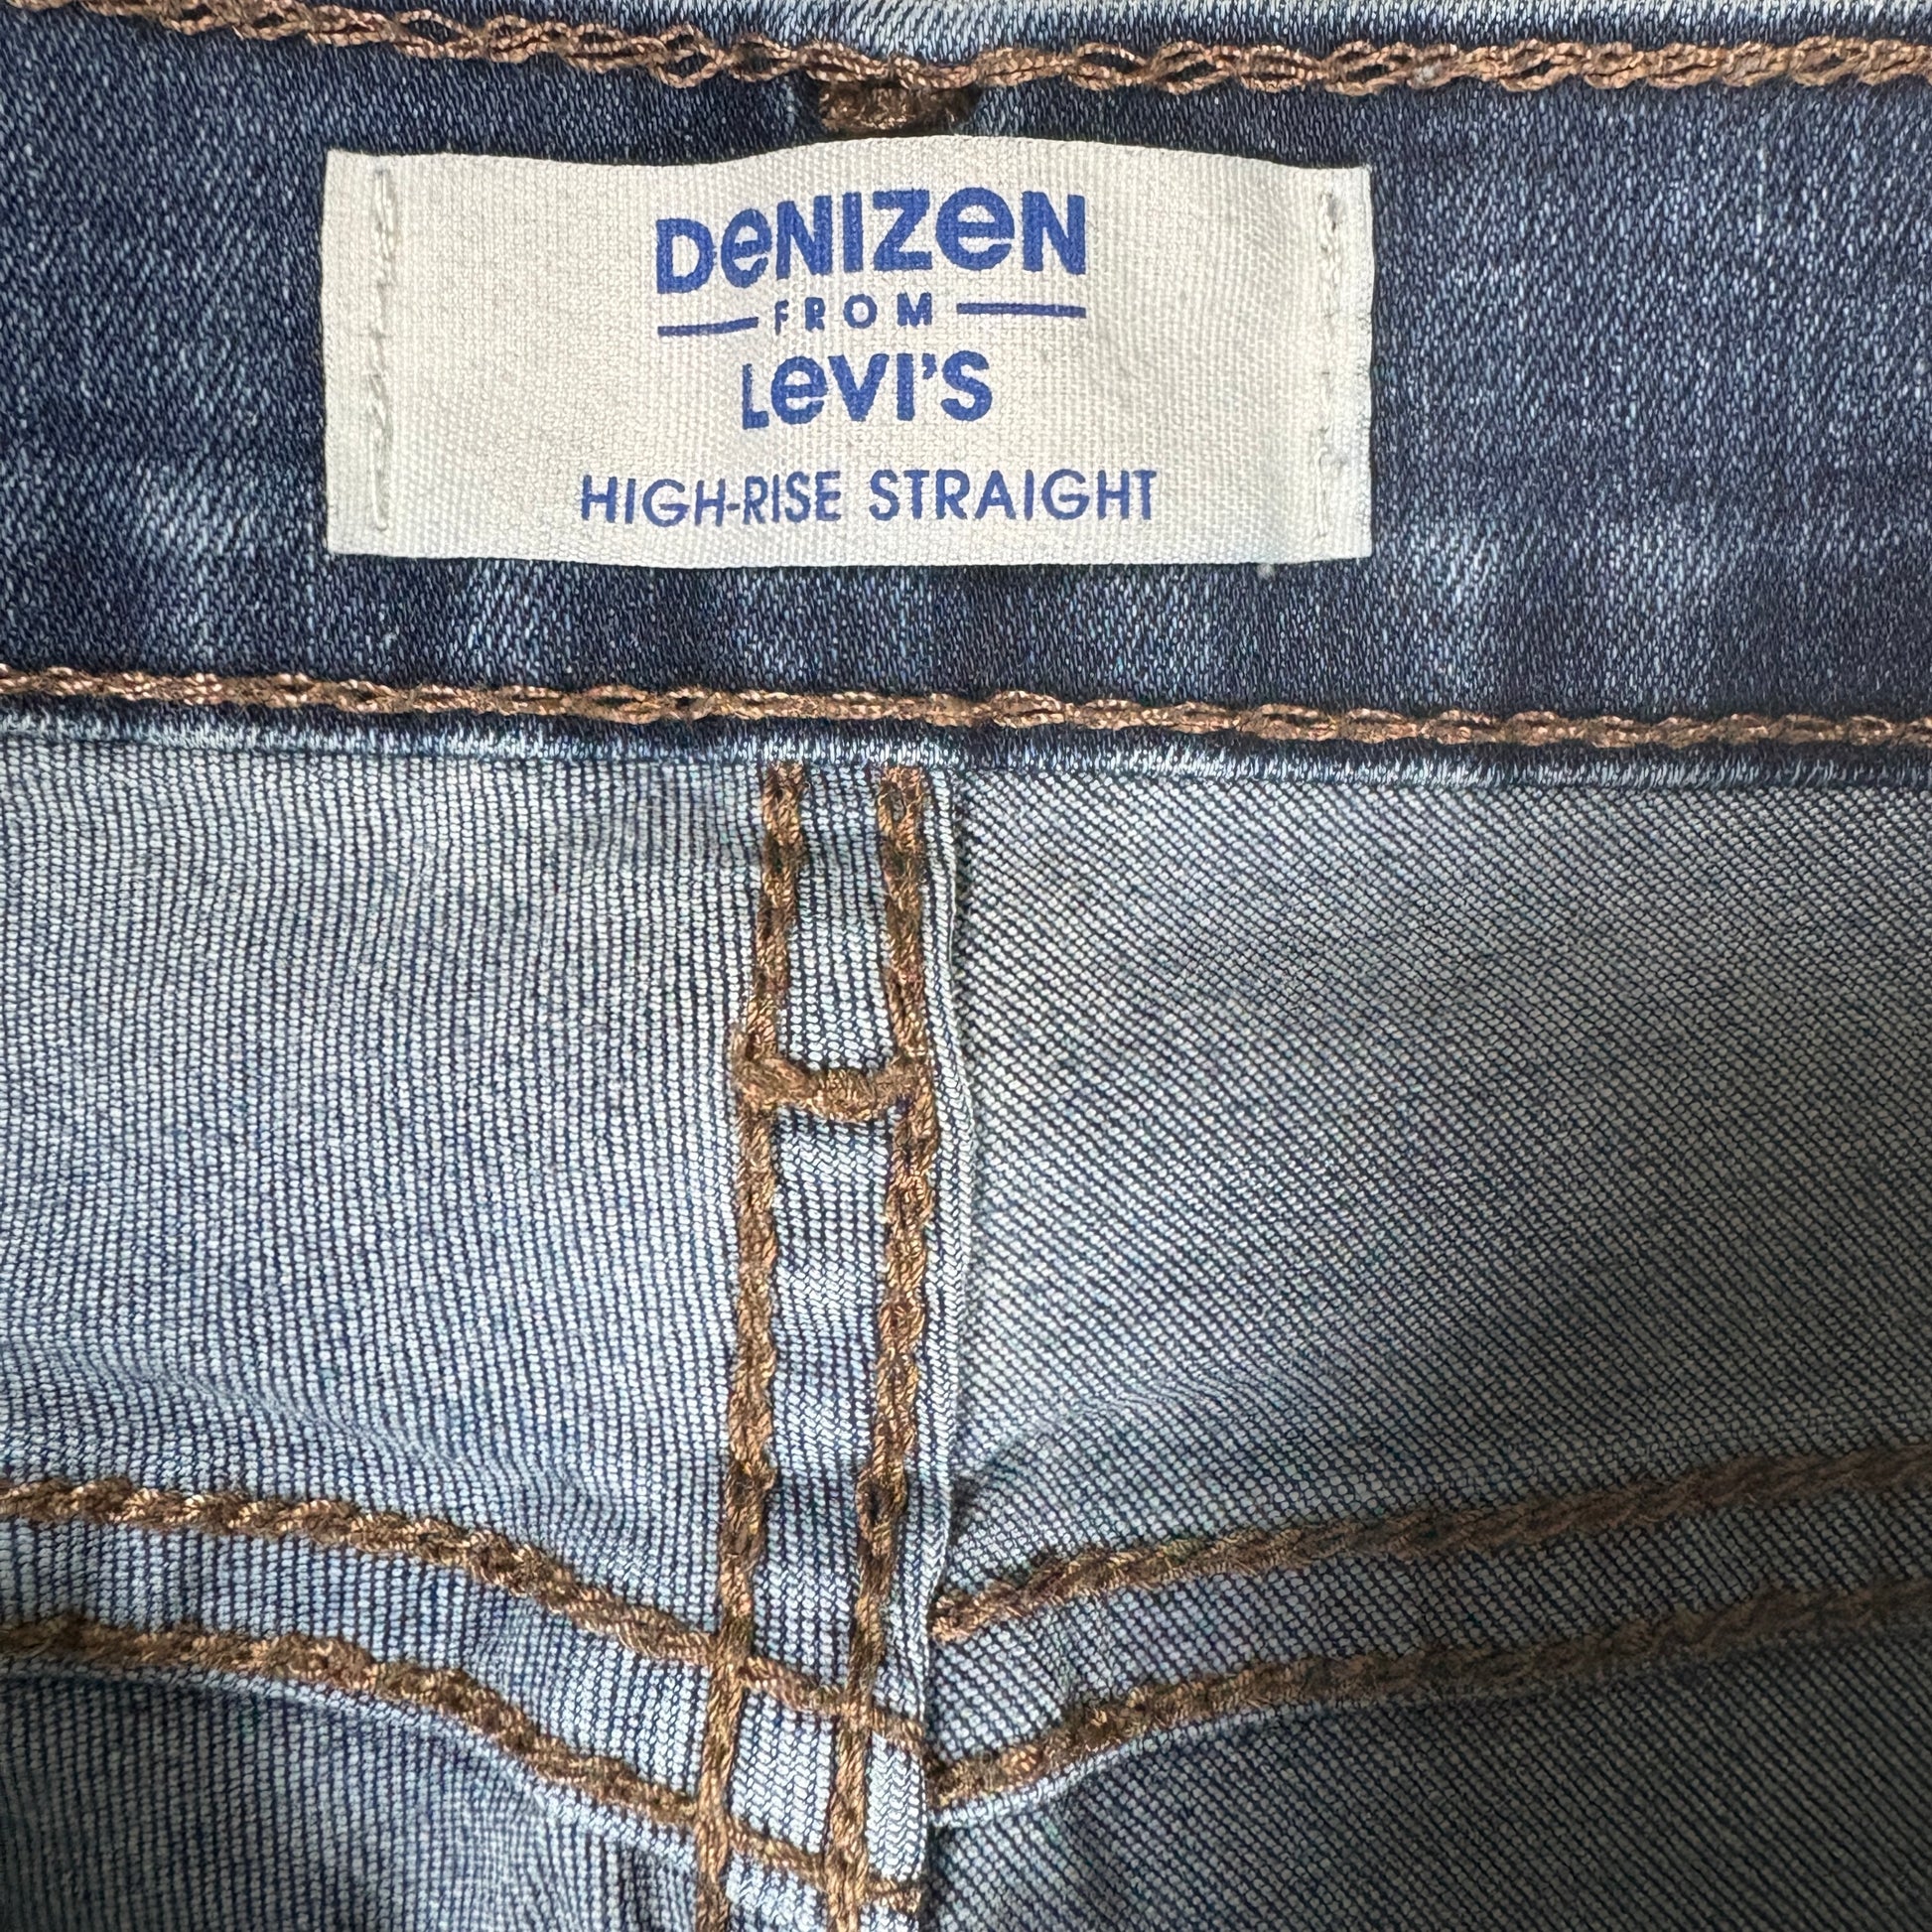 DeNIZeN
FROM
Levi's
HIGH-RISE STRAIGHT